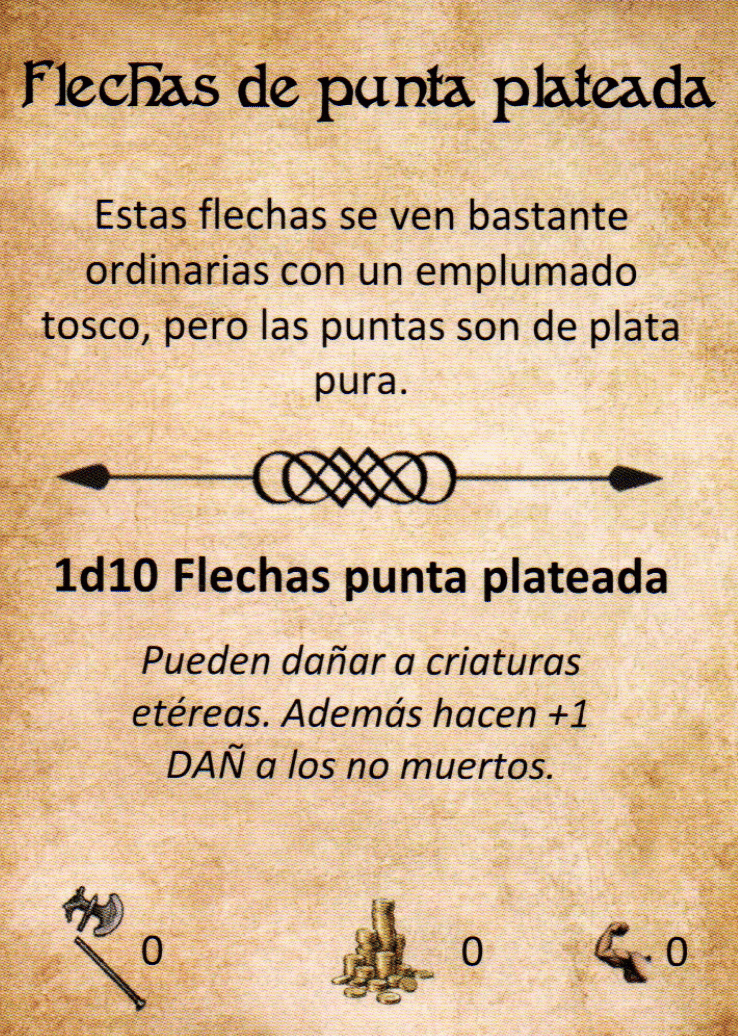 Flechas de punta plateada
Estas flechas se ven bastante
ordinarias con un emplumado
tosco, pero las puntas son de plata
pura.
1d10 Flechas punta plateada
Pueden dañar a criaturas
etéreas. Además hacen +1
DAÑ a los no muertos.
0 0 0